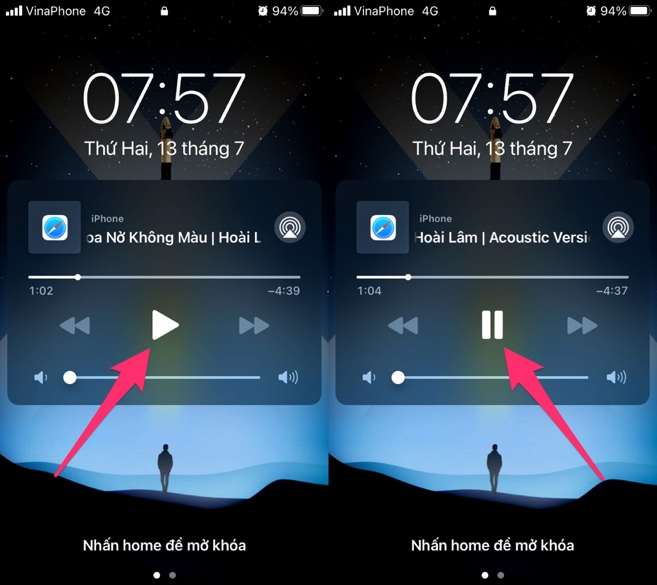 VinaPhone 4G 94%
07:57
Thứ Hai, 13 tháng 7
iPhone
oa Nở Không Màu | Hoài L
1:02 −4:39
Nhấn home để mở khóa
VinaPhone 4G 94%
07:57
Thứ Hai, 13 tháng 7
iPhone
Hoài Lâm | Acoustic Versi
1:04 −4:37
Nhấn home để mở khóa